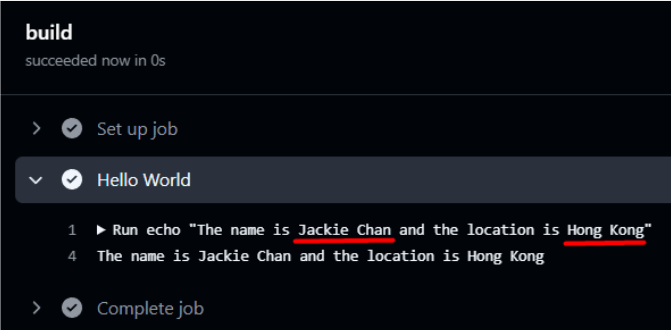 build
succeeded now in 0s
Set up job
Hello World
1 Run echo "The name is Jackie Chan and the location is Hong Kong"
4 The name is Jackie Chan and the location is Hong Kong
Complete job